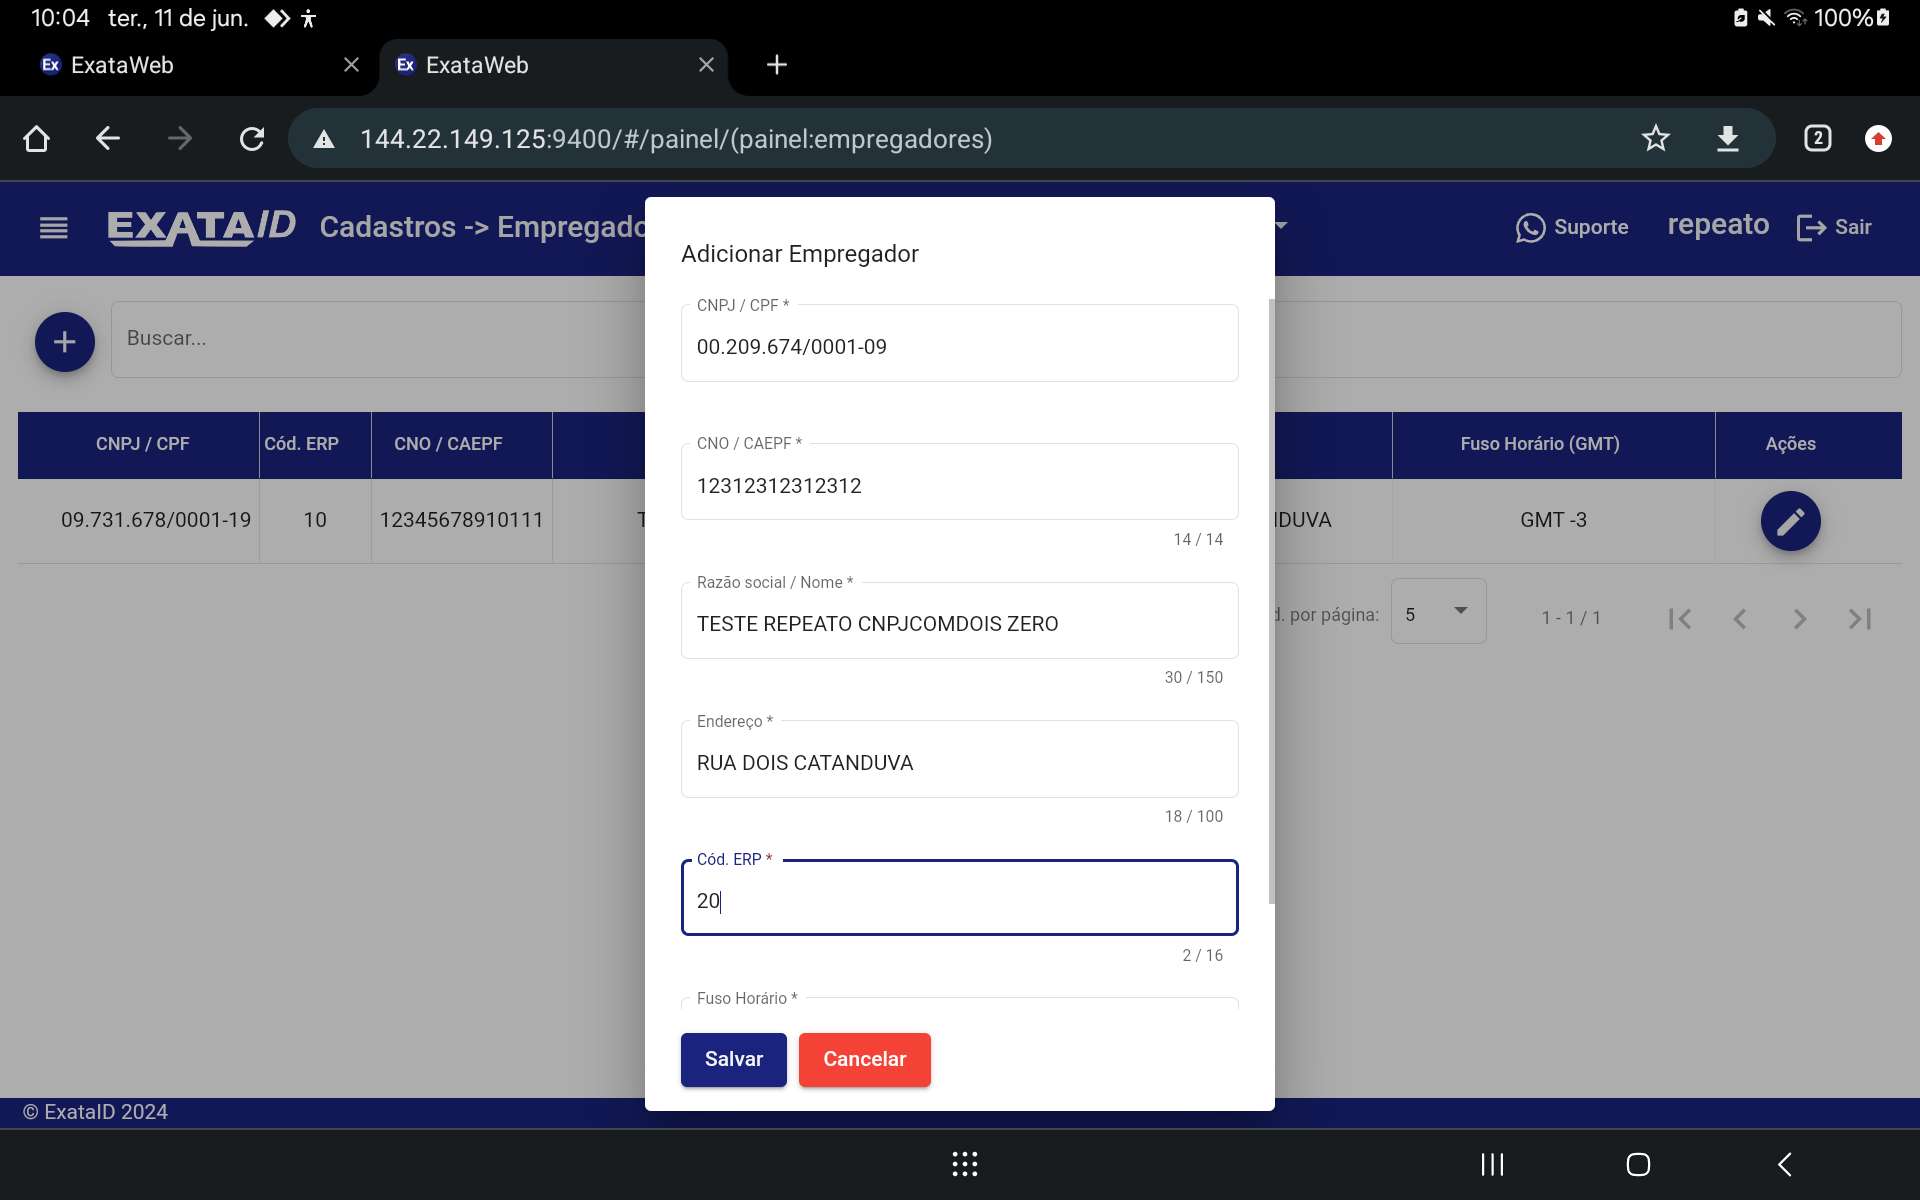 10:04 ter., 11 de jun. 100%
Ex ExataWeb Ex ExataWeb
144.22.149.125:9400/#/painel/(painel:empregadores) 2
EXATAID Cadastros -> Empregado Suporte repeato Sair
Adicionar Empregador
CNPJ / CPF *
Buscar... 00.209.674/0001-09
CNPJ / CPF Cód. ERP CNO / CAEPF CNO / CAEPF * Fuso Horário (GMT) Ações
12312312312312
09.731.678/0001-19 10 12345678910111 T DUVA GMT -3
14 / 14
Razão social / Nome *
TESTE REPEATO CNPJCOMDOIS ZERO d. por página: 5 1 - 1 / 1
30 / 150
Endereço *
RUA DOIS CATANDUVA
18 / 100
Cód. ERP *
20
2 / 16
Fuso Horário *
Salvar Cancelar
© ExataID 2024